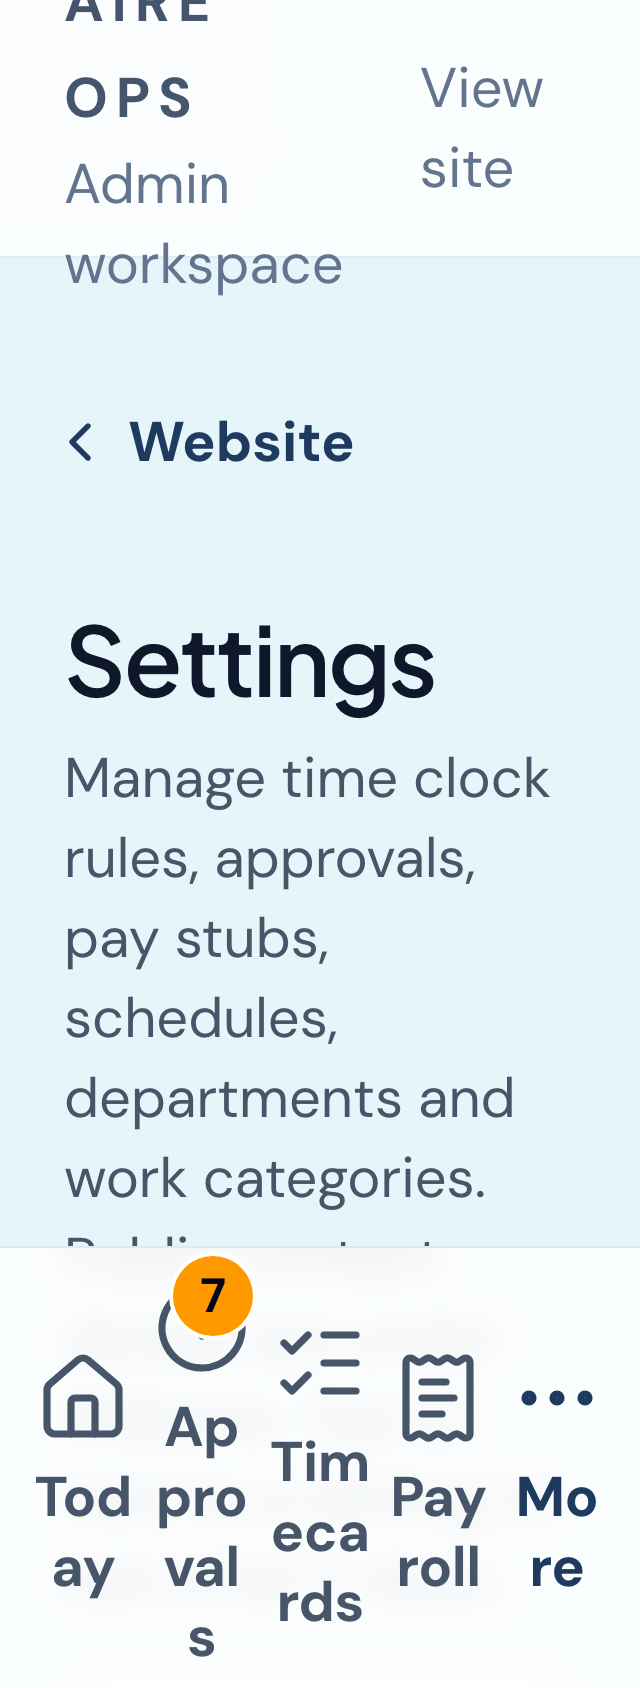 AIRE
OPS
Admin
workspace
View
site
Website
Settings
Manage time clock
rules, approvals,
pay stubs,
schedules,
departments and
work categories.
7
Tod
ay
Ap
pro
val
s
Tim
eca
rds
Pay
roll
Mo
re